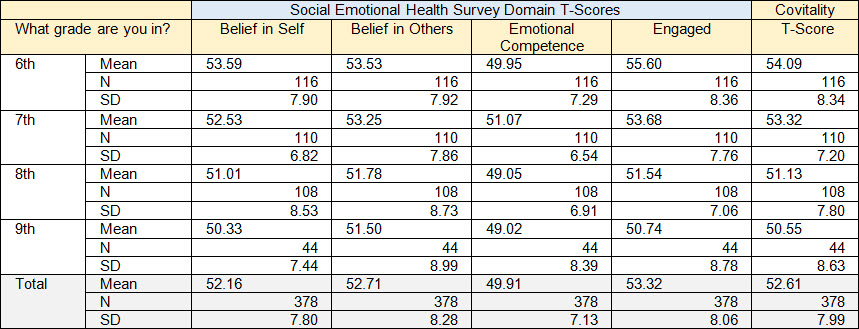 Social Emotional Health Survey Domain T-Scores Covitality
What grade are you in? Belief in Self Belief in Others Emotional Competence Engaged T-Score
6th Mean 53.59 53.53 49.95 55.60 54.09
N 116 116 116 116 116
SD 7.90 7.92 7.29 8.36 8.34
7th Mean 52.53 53.25 51.07 53.68 53.32
N 110 110 110 110 110
SD 6.82 7.86 6.54 7.76 7.20
8th Mean 51.01 51.78 49.05 51.54 51.13
N 108 108 108 108 108
SD 8.53 8.73 6.91 7.06 7.80
9th Mean 50.33 51.50 49.02 50.74 50.55
N 44 44 44 44 44
SD 7.44 8.99 8.39 8.78 8.63
Total Mean 52.16 52.71 49.91 53.32 52.61
N 378 378 378 378 378
SD 7.80 8.28 7.13 8.06 7.99